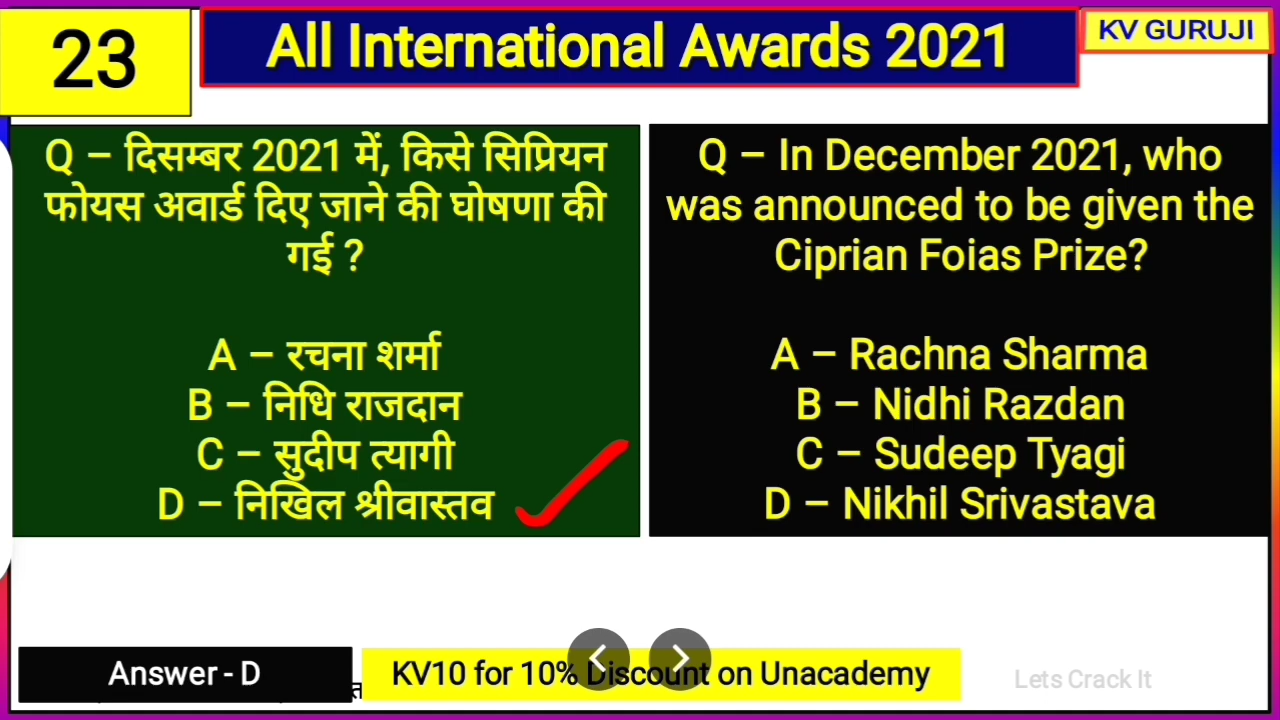 23
All International Awards 2021
KV GURUJI
Q – दिसम्बर 2021 में, किसे सिप्रियन
फोयस अवार्ड दिए जाने की घोषणा की
गई ?
A – रचना शर्मा
B – निधि राजदान
C – सुदीप त्यागी
D – निखिल श्रीवास्तव
Q – In December 2021, who
was announced to be given the
Ciprian Foias Prize?
A – Rachna Sharma
B – Nidhi Razdan
C – Sudeep Tyagi
D – Nikhil Srivastava
Answer - D
KV10 for 10% Discount on Unacademy
Lets Crack It